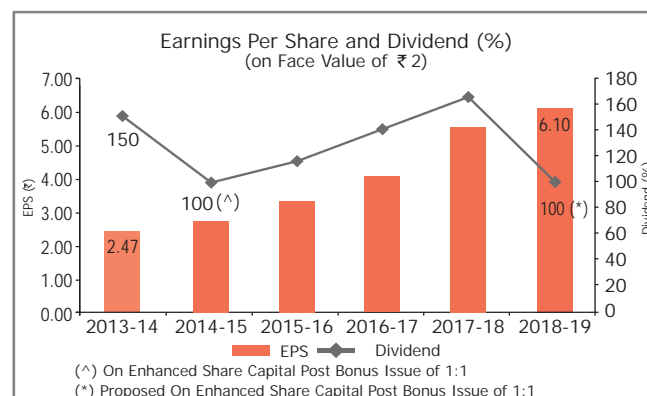 Earnings Per Share and Dividend (%)
(on Face Value of ₹ 2)
7.00
6.00
5.00
4.00
3.00
2.00
1.00
0.00
EPS (₹)
180
160
140
120
100
80
60
40
20
0
Dividend (%)
150
100 (^)
100 (*)
2.47
6.10
2013-14 2014-15 2015-16 2016-17 2017-18 2018-19
EPS Dividend
(^) On Enhanced Share Capital Post Bonus Issue of 1:1
(*) Proposed On Enhanced Share Capital Post Bonus Issue of 1:1